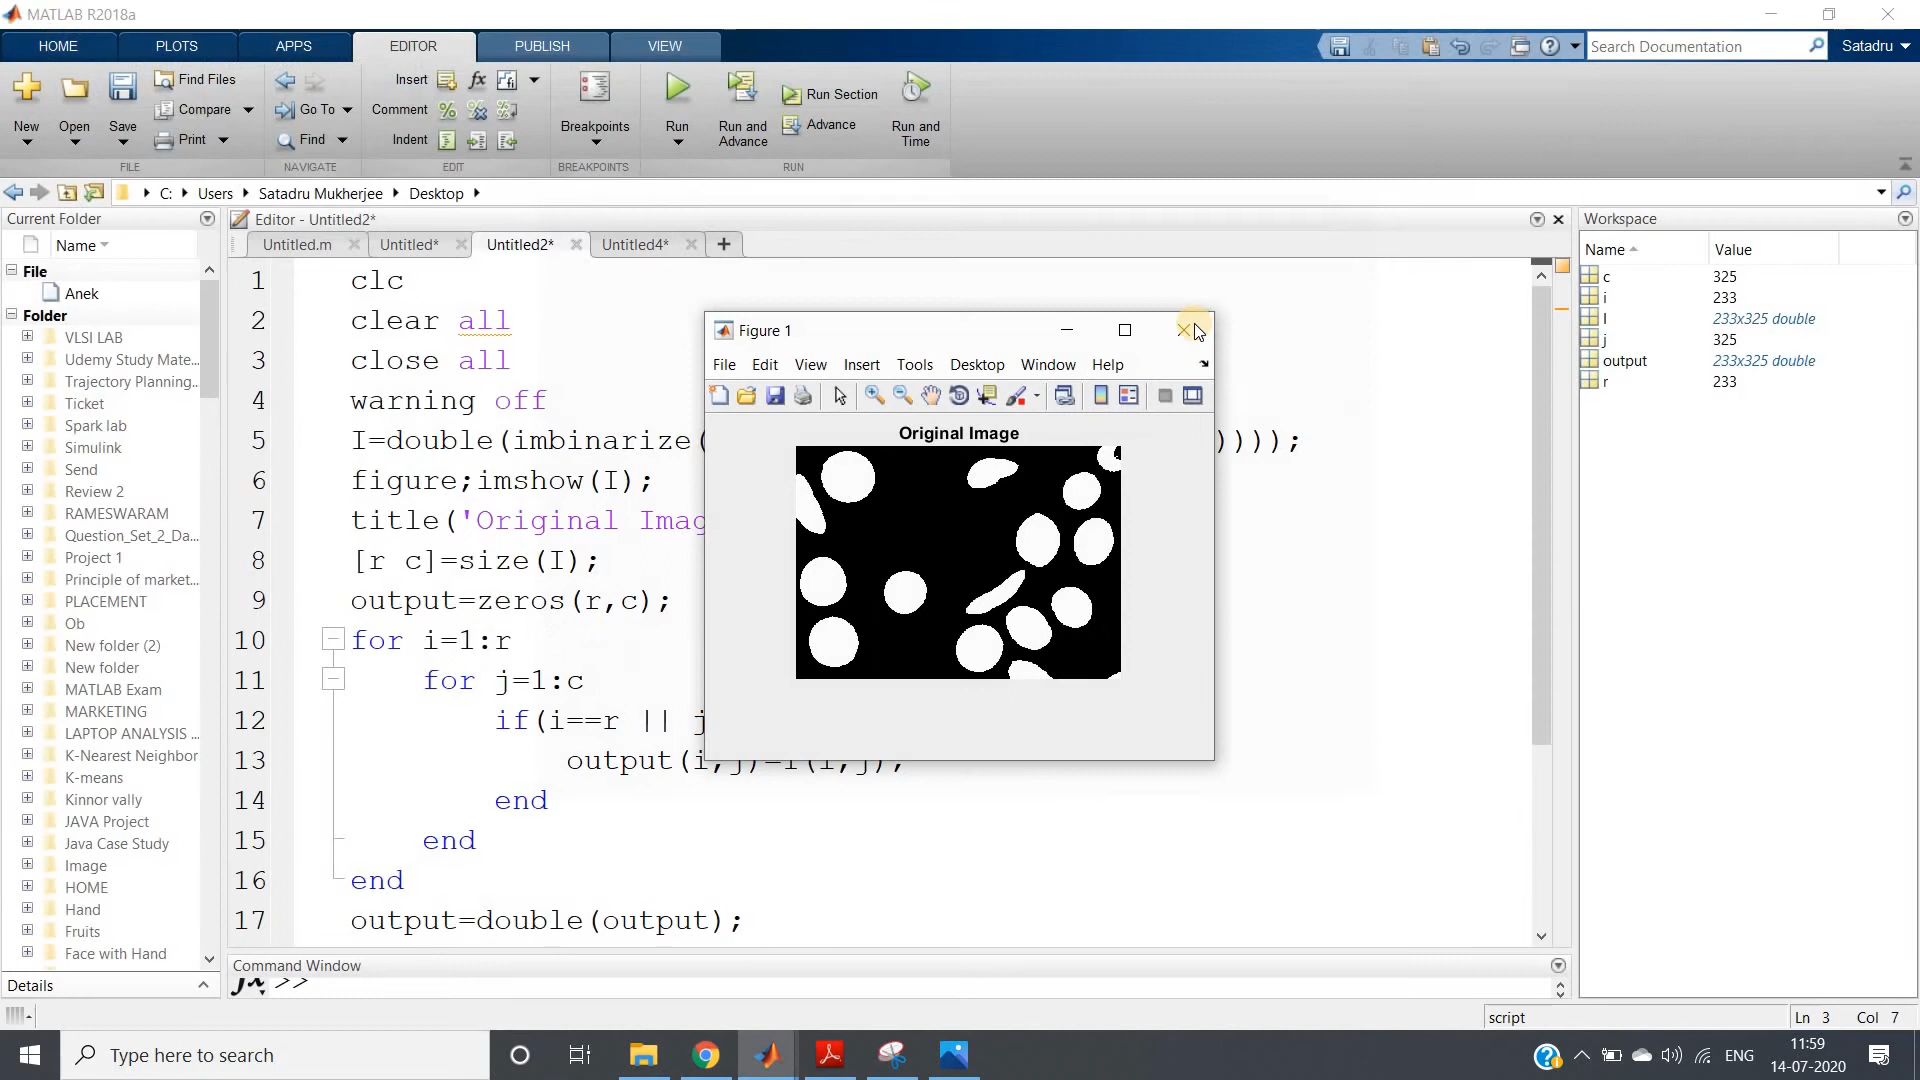 MATLAB R2018a
HOME PLOTS APPS EDITOR PUBLISH VIEW
Search Documentation Satadru
New Open Save Find Files Compare Print
FILE
Go To Find
NAVIGATE
Insert fx
Comment
Indent
EDIT
Breakpoints
BREAKPOINTS
Run Run and Advance Run Section Advance Run and Time
RUN
C: Users Satadru Mukherjee Desktop
Current Folder
Name
File
Anek
Folder
VLSI LAB
Udemy Study Mate...
Trajectory Planning...
Ticket
Spark lab
Simulink
Send
Review 2
RAMESWARAM
Question_Set_2_Da...
Project 1
Principle of market...
PLACEMENT
Ob
New folder (2)
New folder
MATLAB Exam
MARKETING
LAPTOP ANALYSIS ...
K-Nearest Neighbor
K-means
Kinnor vally
JAVA Project
Java Case Study
Image
HOME
Hand
Fruits
Face with Hand
Details
Editor - Untitled2*
Untitled.m Untitled* Untitled2* Untitled4*
1 clc
2 clear all
3 close all
4 warning off
5 I=double(imbinarize( ))));
6 figure;imshow(I);
7 title('Original Imag
8 [r c]=size(I);
9 output=zeros(r,c);
10 for i=1:r
11 for j=1:c
12 if(i==r || j
13 output(i,j)=I(i,j);
14 end
15 end
16 end
17 output=double(output);
Figure 1
File Edit View Insert Tools Desktop Window Help
Original Image
Command Window
fx >>
Workspace
Name Value
c 325
i 233
I 233x325 double
j 325
output 233x325 double
r 233
script Ln 3 Col 7
Type here to search
ENG
11:59
14-07-2020